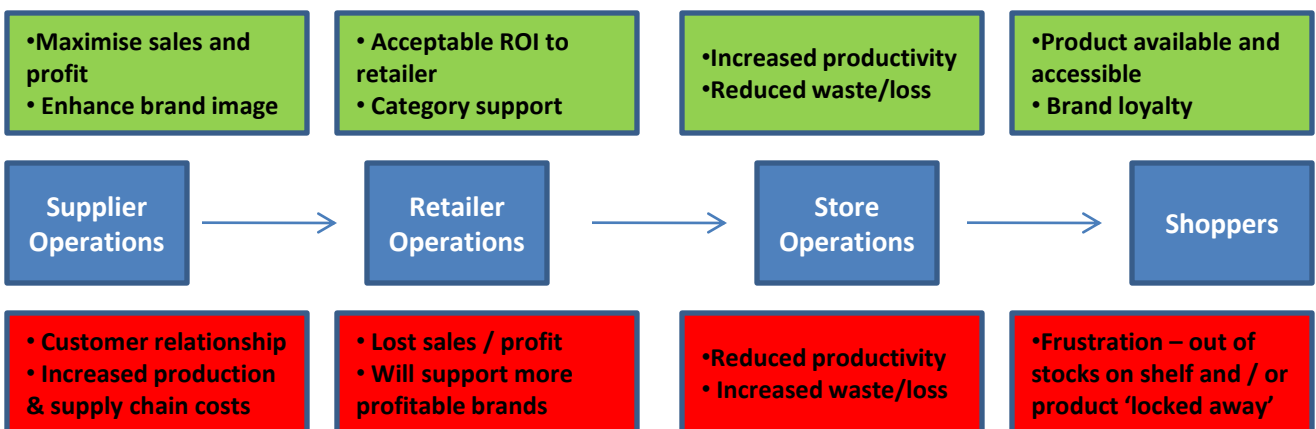 •Maximise sales and
profit
• Enhance brand image
• Acceptable ROI to
retailer
• Category support
•Increased productivity
•Reduced waste/loss
•Product available and
accessible
• Brand loyalty
Supplier
Operations
Retailer
Operations
Store
Operations
Shoppers
• Customer relationship
• Increased production
& supply chain costs
• Lost sales / profit
• Will support more
profitable brands
•Reduced productivity
• Increased waste/loss
•Frustration – out of
stocks on shelf and / or
product ‘locked away’